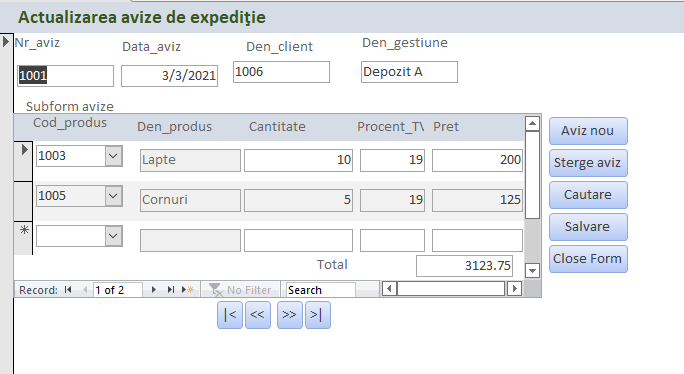 Actualizarea avize de expediţie
Nr_aviz Data_aviz Den_client Den_gestiune
1001 3/3/2021 1006 Depozit A
Subform avize
Cod_produs Den_produs Cantitate Procent_TV Pret
1003 Lapte 10 19 200
1005 Cornuri 5 19 125
Total 3123.75
Record: 1 of 2 No Filter Search
|< << >> >|
Aviz nou
Sterge aviz
Cautare
Salvare
Close Form